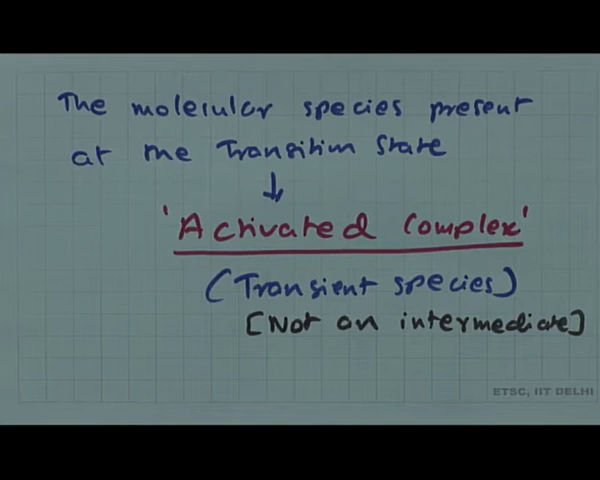 The molecular species present
at the Transition State
↓
'Activated Complex'
(Transient species)
[Not an intermediate]
ETSC, IIT DELHI